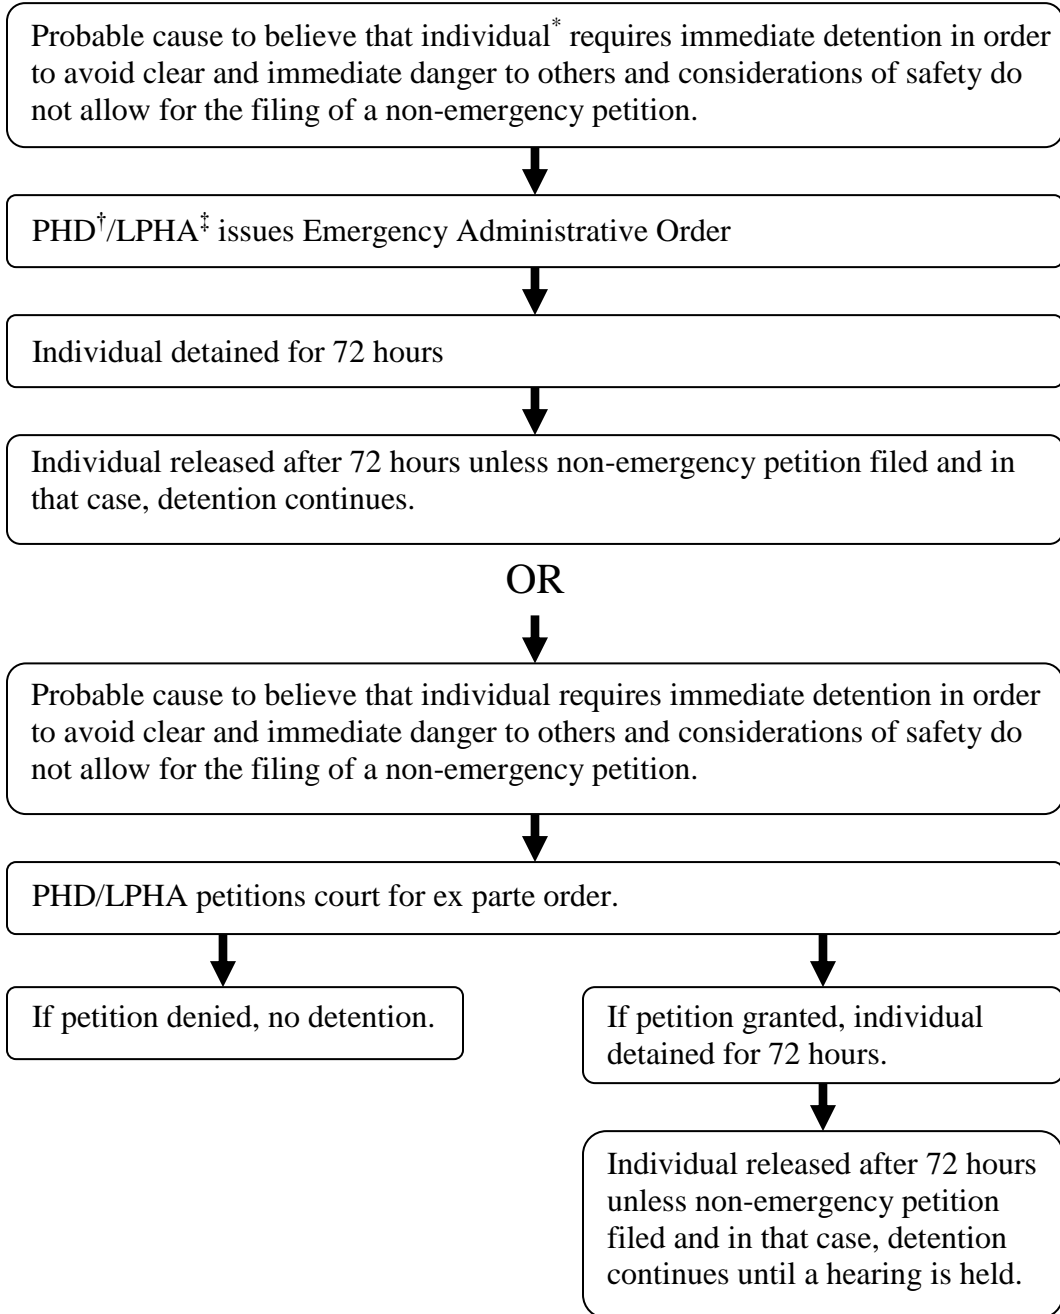 Probable cause to believe that individual* requires immediate detention in order
to avoid clear and immediate danger to others and considerations of safety do
not allow for the filing of a non-emergency petition.
PHD†/LPHA‡ issues Emergency Administrative Order
Individual detained for 72 hours
Individual released after 72 hours unless non-emergency petition filed and in
that case, detention continues.
OR
Probable cause to believe that individual requires immediate detention in order
to avoid clear and immediate danger to others and considerations of safety do
not allow for the filing of a non-emergency petition.
PHD/LPHA petitions court for ex parte order.
If petition denied, no detention.
If petition granted, individual
detained for 72 hours.
Individual released after 72 hours
unless non-emergency petition
filed and in that case, detention
continues until a hearing is held.